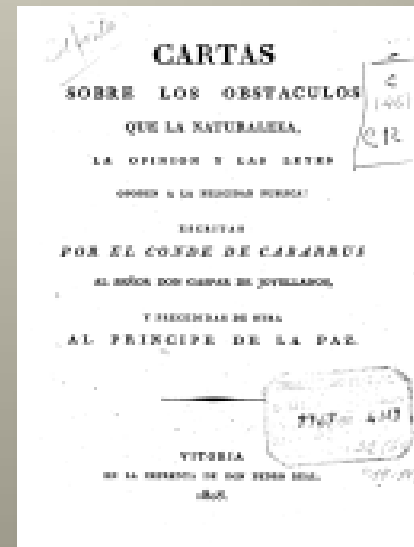 CARTAS
SOBRE LOS OBSTACULOS
QUE LA NATURALEZA,
LA OPINION Y LAS LEYES
OPONEN A LA FELICIDAD PUBLICA:
ESCRITAS
POR EL CONDE DE CABARRUS
AL SEÑOR DON GASPAR DE JOVELLANOS,
Y PRECEDIDAS DE OTRA
AL PRINCIPE DE LA PAZ.
VITORIA
EN LA IMPRENTA DE DON PEDRO REAL.